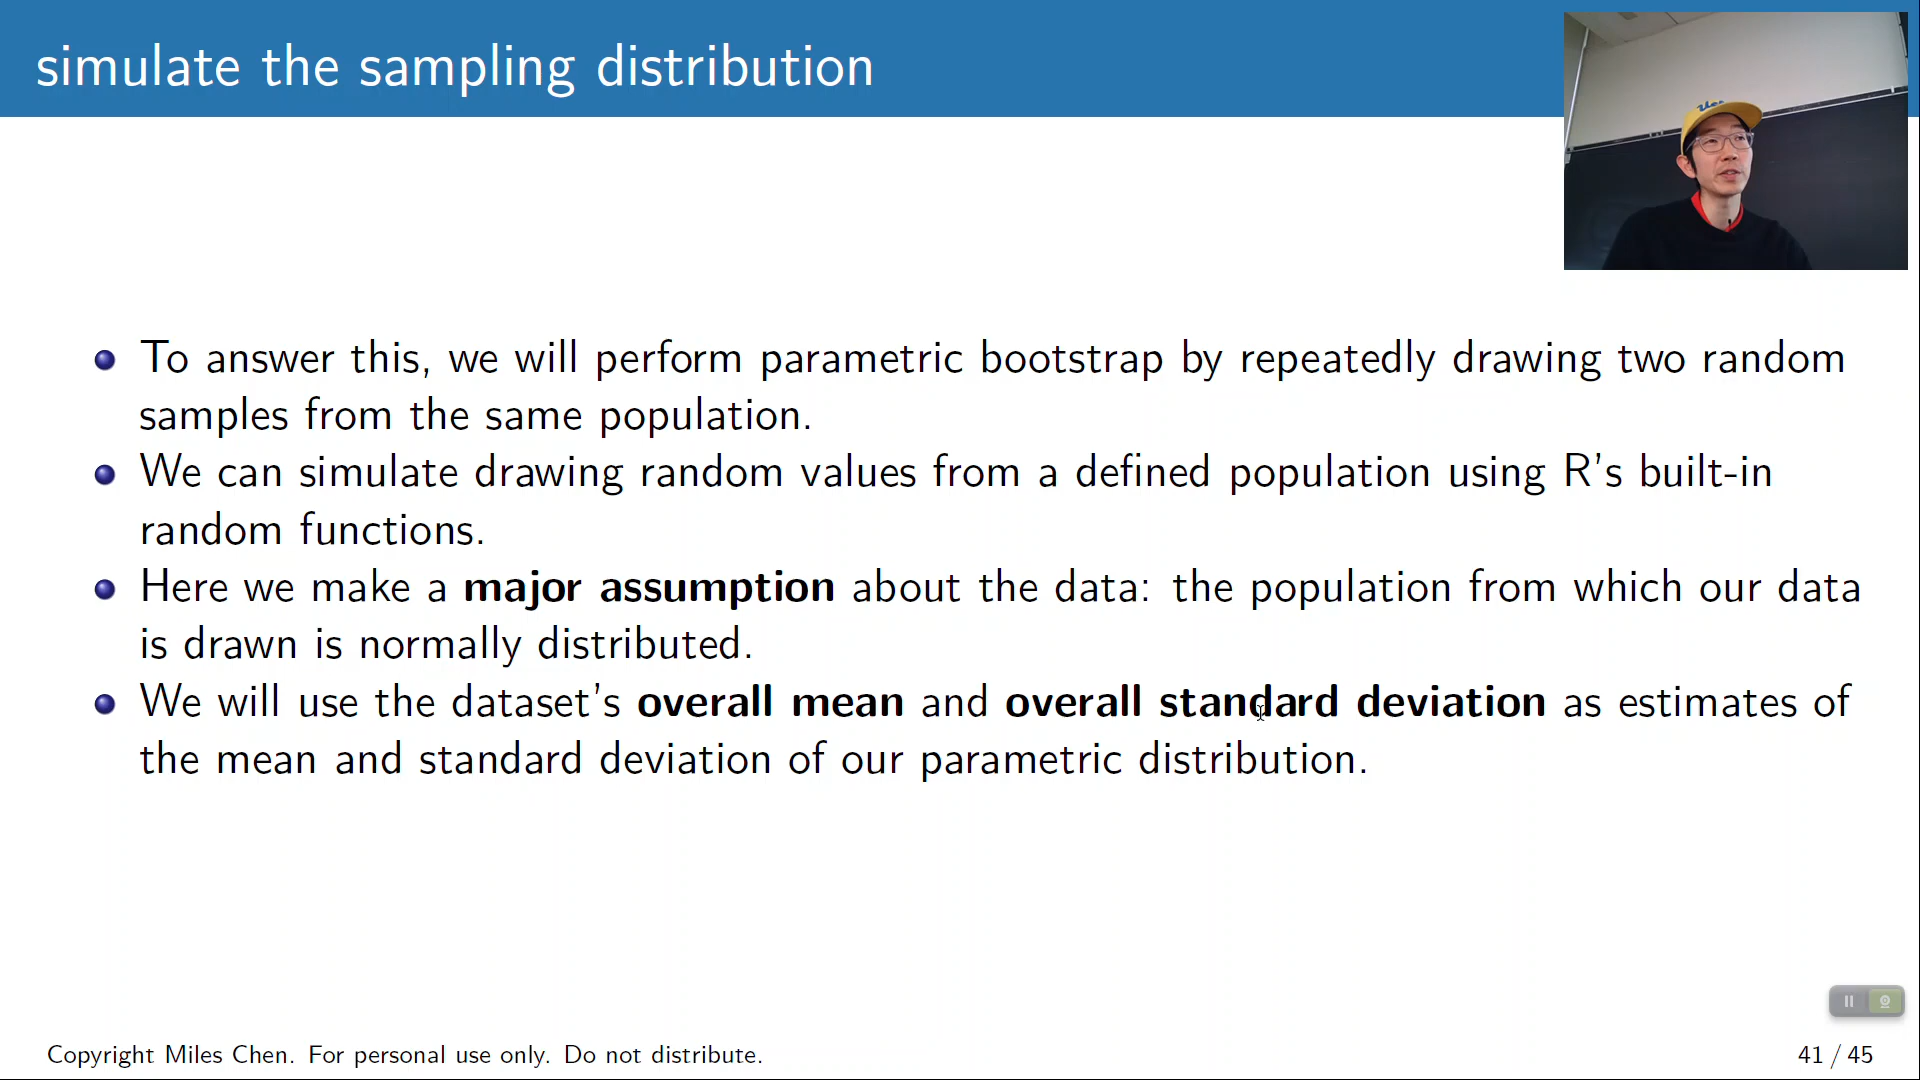 simulate the sampling distribution
To answer this, we will perform parametric bootstrap by repeatedly drawing two random
samples from the same population.
We can simulate drawing random values from a defined population using R's built-in
random functions.
Here we make a major assumption about the data: the population from which our data
is drawn is normally distributed.
We will use the dataset's overall mean and overall standard deviation as estimates of
the mean and standard deviation of our parametric distribution.
Copyright Miles Chen. For personal use only. Do not distribute.
41 / 45